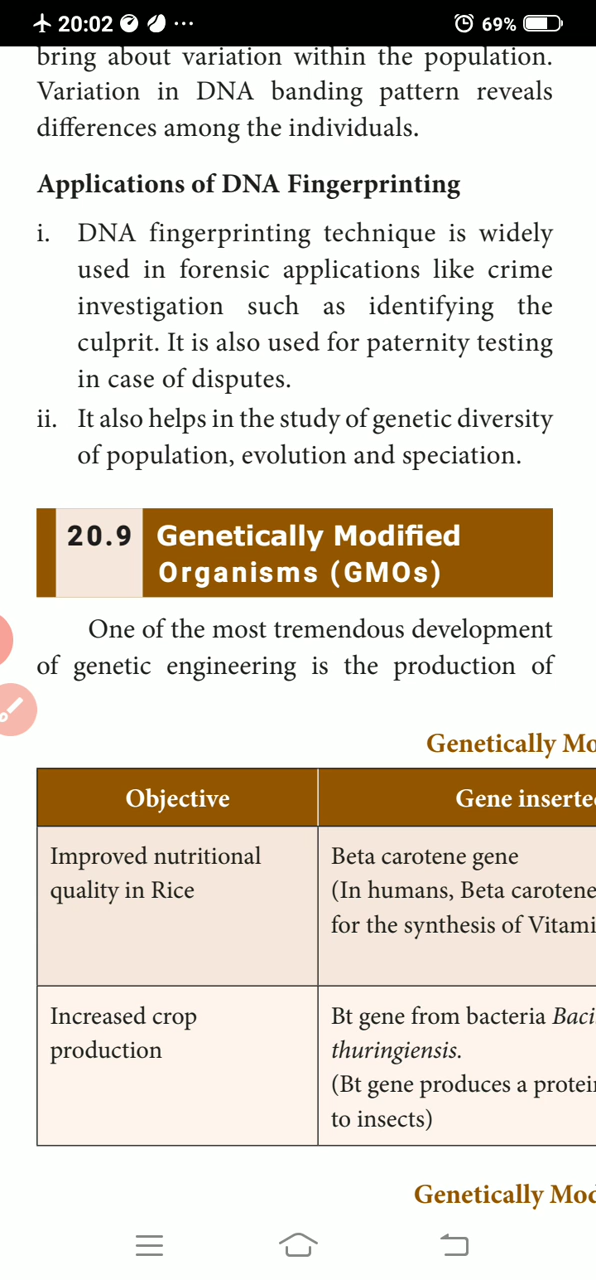 20:02 ... 69%
bring about variation within the population.
Variation in DNA banding pattern reveals
differences among the individuals.
Applications of DNA Fingerprinting
i. DNA fingerprinting technique is widely
used in forensic applications like crime
investigation such as identifying the
culprit. It is also used for paternity testing
in case of disputes.
ii. It also helps in the study of genetic diversity
of population, evolution and speciation.
20.9 Genetically Modified
Organisms (GMOs)
One of the most tremendous development
of genetic engineering is the production of
Genetically Mo
Objective Gene inserte
Improved nutritional
quality in Rice
Beta carotene gene
(In humans, Beta carotene
for the synthesis of Vitami
Increased crop
production
Bt gene from bacteria Baci
thuringiensis.
(Bt gene produces a protei
to insects)
Genetically Mod